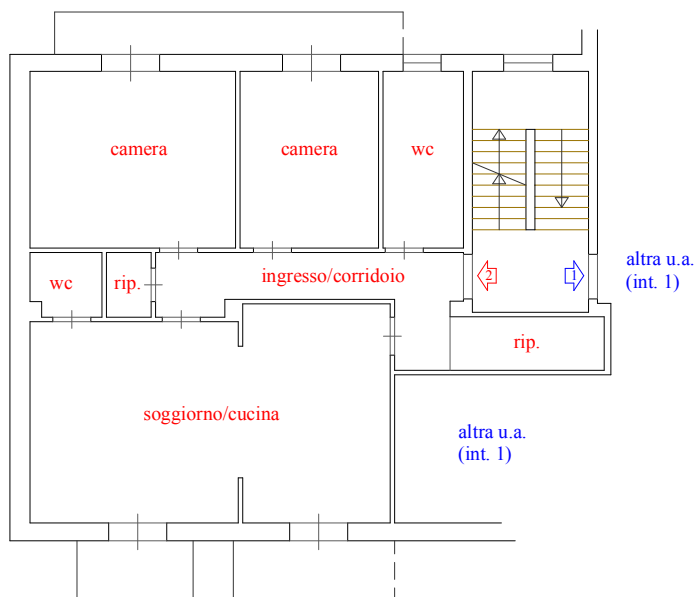 camera
camera
wc
wc
rip.
ingresso/corridoio
2
1
altra u.a.
(int. 1)
rip.
soggiorno/cucina
altra u.a.
(int. 1)